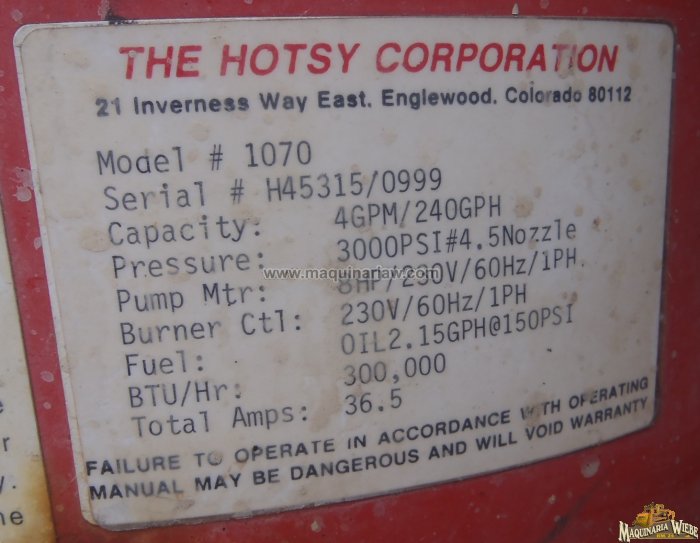 THE HOTSY CORPORATION
21 Inverness Way East, Englewood, Colorado 80112
Model # 1070
Serial # H45315/0999
Capacity: 4GPM/240GPH
Pressure: 3000PSI#4.5Nozzle
Pump Mtr: 8HP/230V/60Hz/1PH
Burner Ctl: 230V/60Hz/1PH
Fuel: OIL2.15GPH@150PSI
BTU/Hr: 300,000
Total Amps: 36.5
FAILURE TO OPERATE IN ACCORDANCE WITH OPERATING
MANUAL MAY BE DANGEROUS AND WILL VOID WARRANTY
www.maquinariaw.com
MAQUINARIA WIEBE